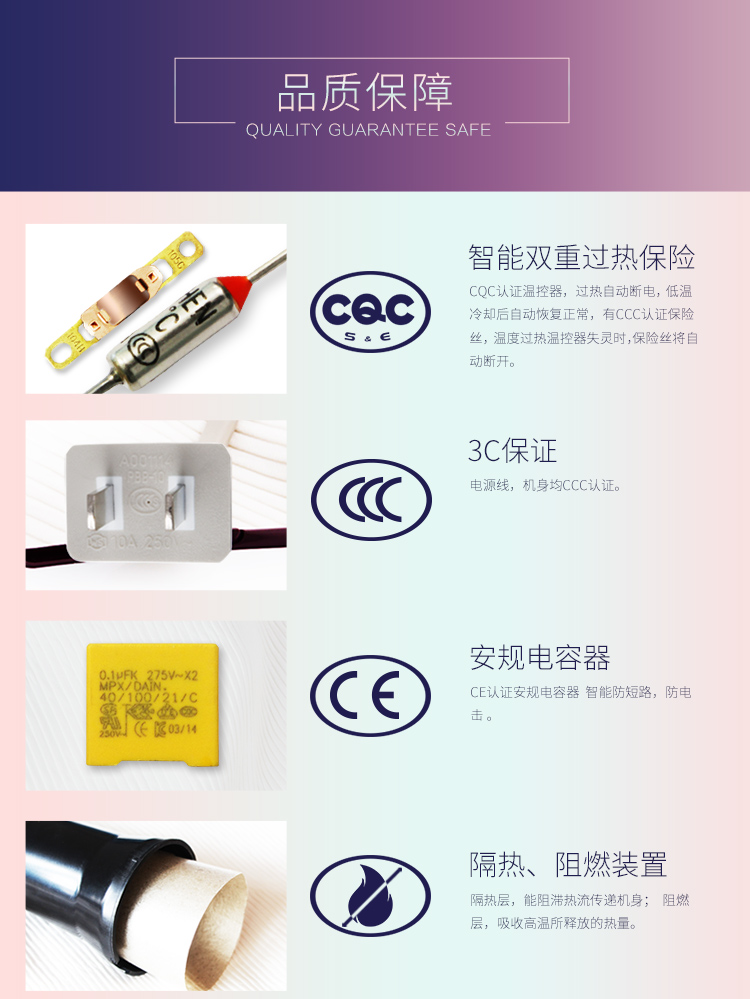 品质保障
QUALITY GUARANTEE SAFE
智能双重过热保险
CQC认证温控器，过热自动断电，低温
冷却后自动恢复正常，有CCC认证保险
丝，温度过热温控器失灵时，保险丝将自
动断开。
CQC
S & E
3C保证
电源线，机身均CCC认证。
CCC
10A 250V~
安规电容器
CE认证安规电容器 智能防短路，防电
击 。
CE
0.1µFK 275V~X2
MPX/DAIN.
40/100/21/C
250V~
CE
03/14
隔热、阻燃装置
隔热层，能阻滞热流传递机身； 阻燃
层，吸收高温所释放的热量。